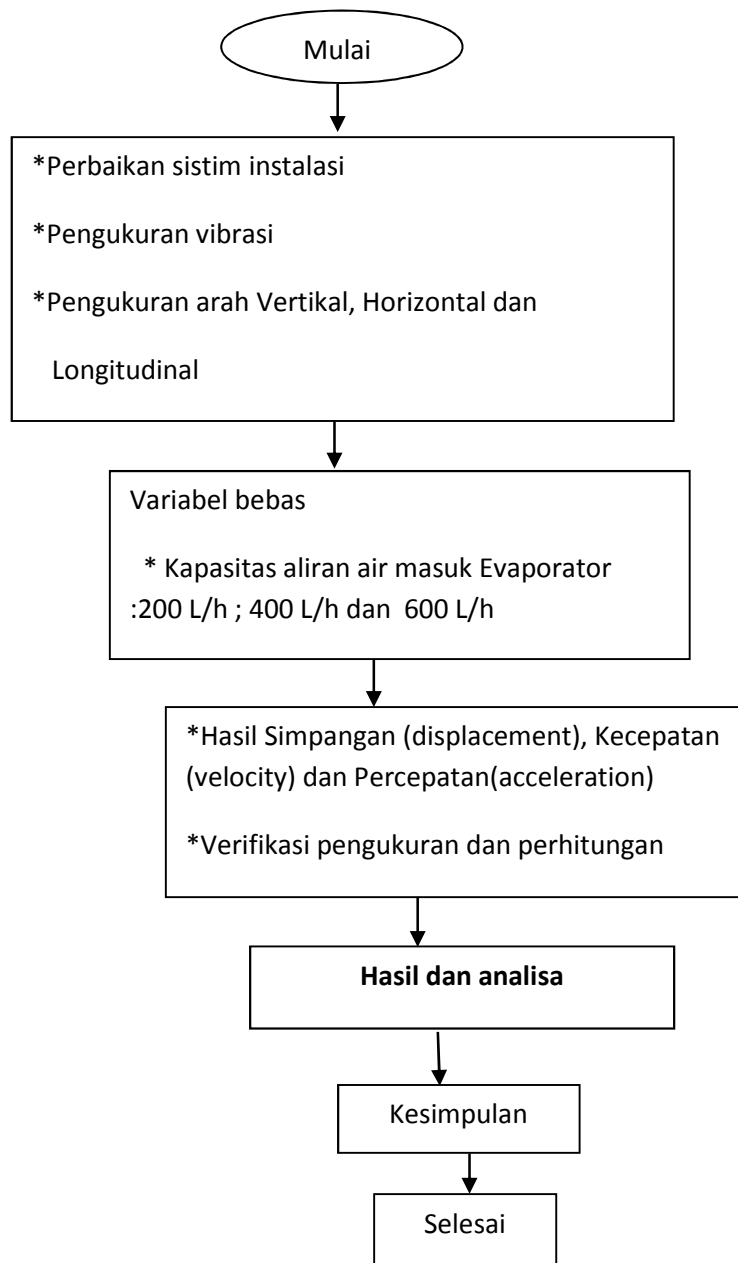 Mulai
*Perbaikan sistim instalasi
*Pengukuran vibrasi
*Pengukuran arah Vertikal, Horizontal dan
Longitudinal
Variabel bebas
* Kapasitas aliran air masuk Evaporator
:200 L/h ; 400 L/h dan 600 L/h
*Hasil Simpangan (displacement), Kecepatan
(velocity) dan Percepatan(acceleration)
*Verifikasi pengukuran dan perhitungan
Hasil dan analisa
Kesimpulan
Selesai